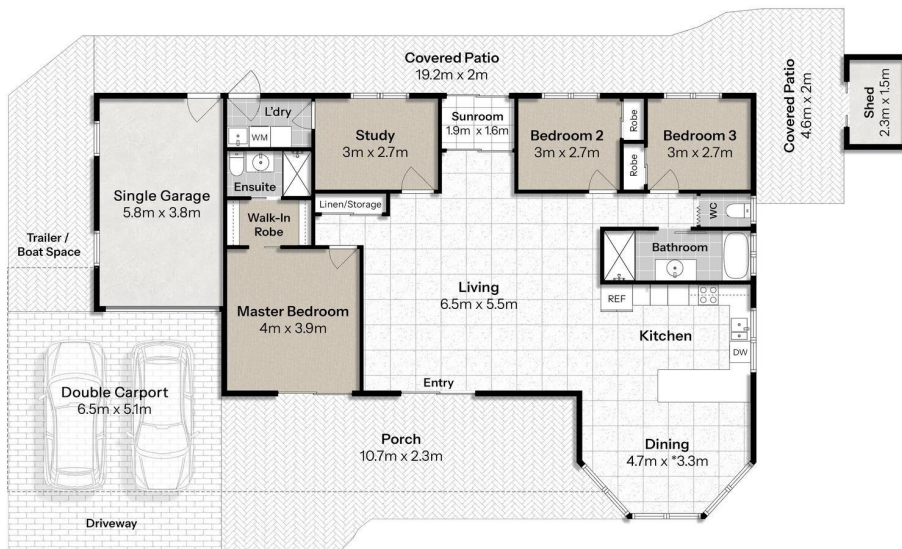 Covered Patio
19.2m x 2m
Covered Patio
4.6m x 2m
Shed
2.3m x 1.5m
L'dry
WM
Study
3m x 2.7m
Sunroom
1.9m x 1.6m
Bedroom 2
3m x 2.7m
Robe
Robe
Bedroom 3
3m x 2.7m
Single Garage
5.8m x 3.8m
Ensuite
Walk-In
Robe
Linen/Storage
WC
Bathroom
Trailer /
Boat Space
Master Bedroom
4m x 3.9m
Living
6.5m x 5.5m
REF
Kitchen
DW
Entry
Double Carport
6.5m x 5.1m
Porch
10.7m x 2.3m
Dining
4.7m x *3.3m
Driveway